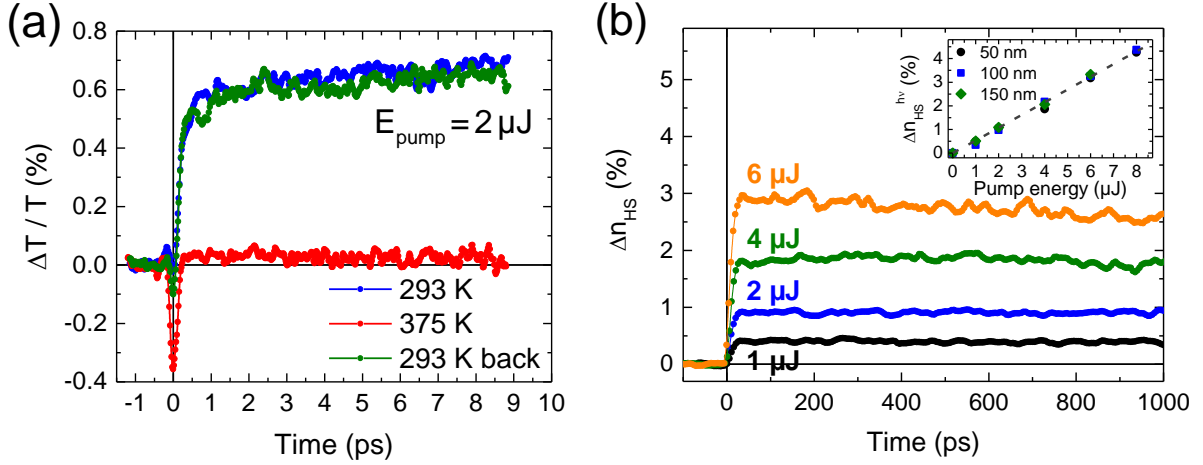 (a)
0.8
0.6
0.4
0.2
0.0
-0.2
-0.4
ΔT / T (%)
E_pump = 2 μJ
293 K
375 K
293 K back
-1 0 1 2 3 4 5 6 7 8 9 10
Time (ps)
(b)
5
4
3
2
1
0
Δn_HS (%)
6 μJ
4 μJ
2 μJ
1 μJ
0 200 400 600 800 1000
Time (ps)
4
3
2
1
0
Δn_HS^hν (%)
50 nm
100 nm
150 nm
0 1 2 3 4 5 6 7 8
Pump energy (μJ)